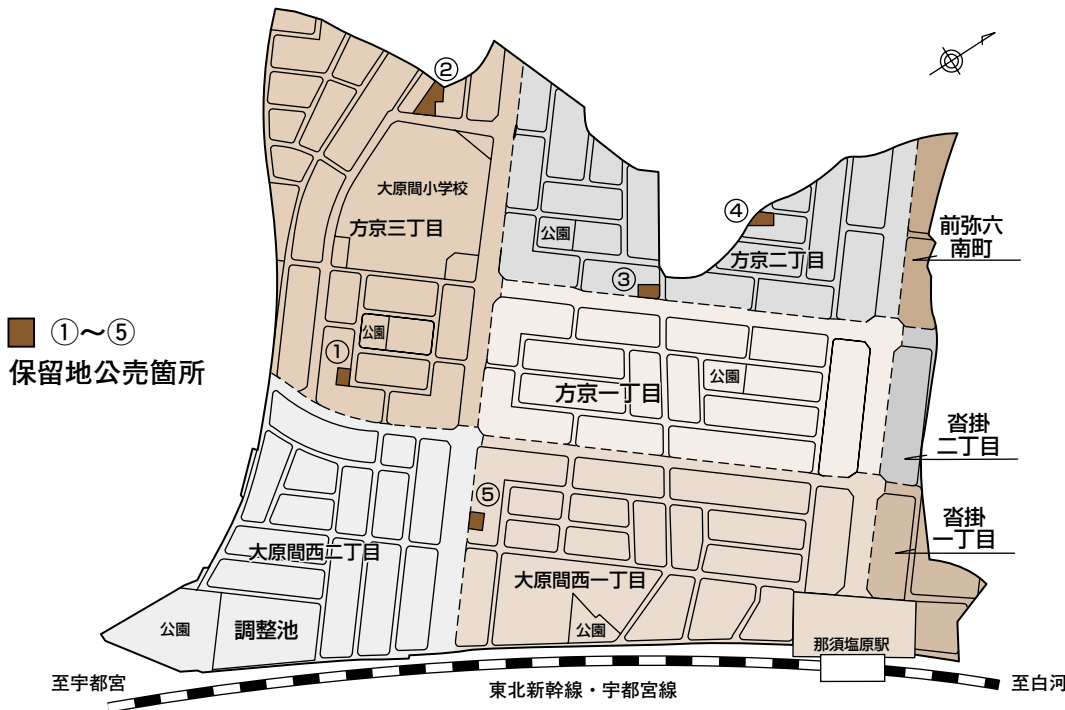 ②
大原間小学校
方京三丁目
公園
④
方京二丁目
前弥六
南町
③
①~⑤
保留地公売箇所
①
公園
方京一丁目
公園
沓掛
二丁目
⑤
沓掛
一丁目
大原間西二丁目
大原間西一丁目
公園
調整池
公園
那須塩原駅
至宇都宮
東北新幹線・宇都宮線
至白河